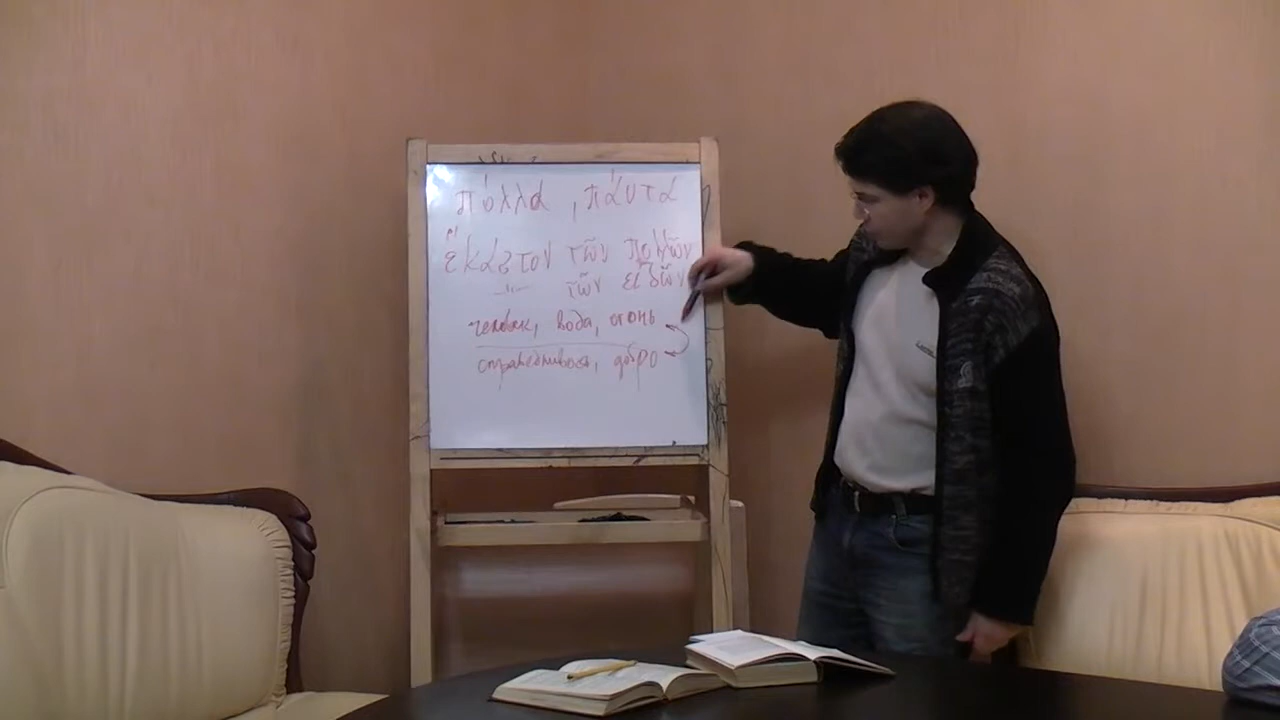 πόλλα, πάντα
ἕκαστον τῶν πολλῶν
–〃– τῶν εἰδῶν
человек, вода, огонь
справедливость, добро